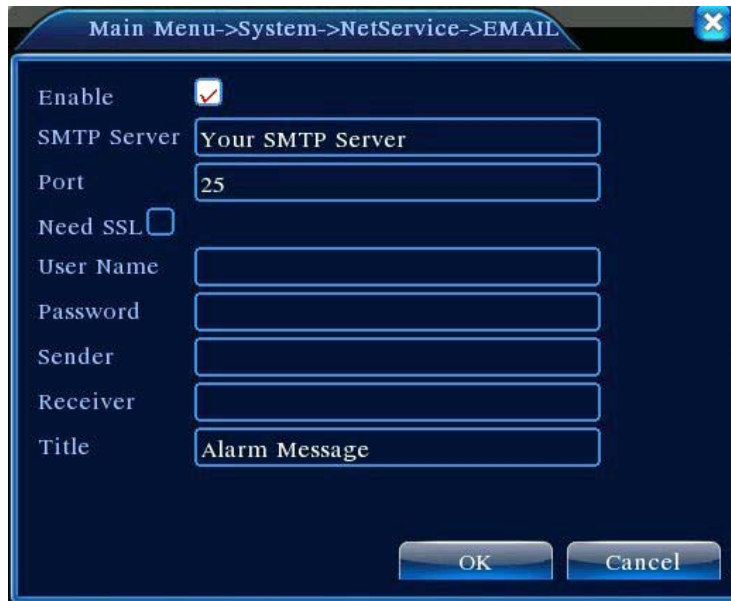 Main Menu->System->NetService->EMAIL
Enable
SMTP Server Your SMTP Server
Port 25
Need SSL
User Name
Password
Sender
Receiver
Title Alarm Message
OK Cancel